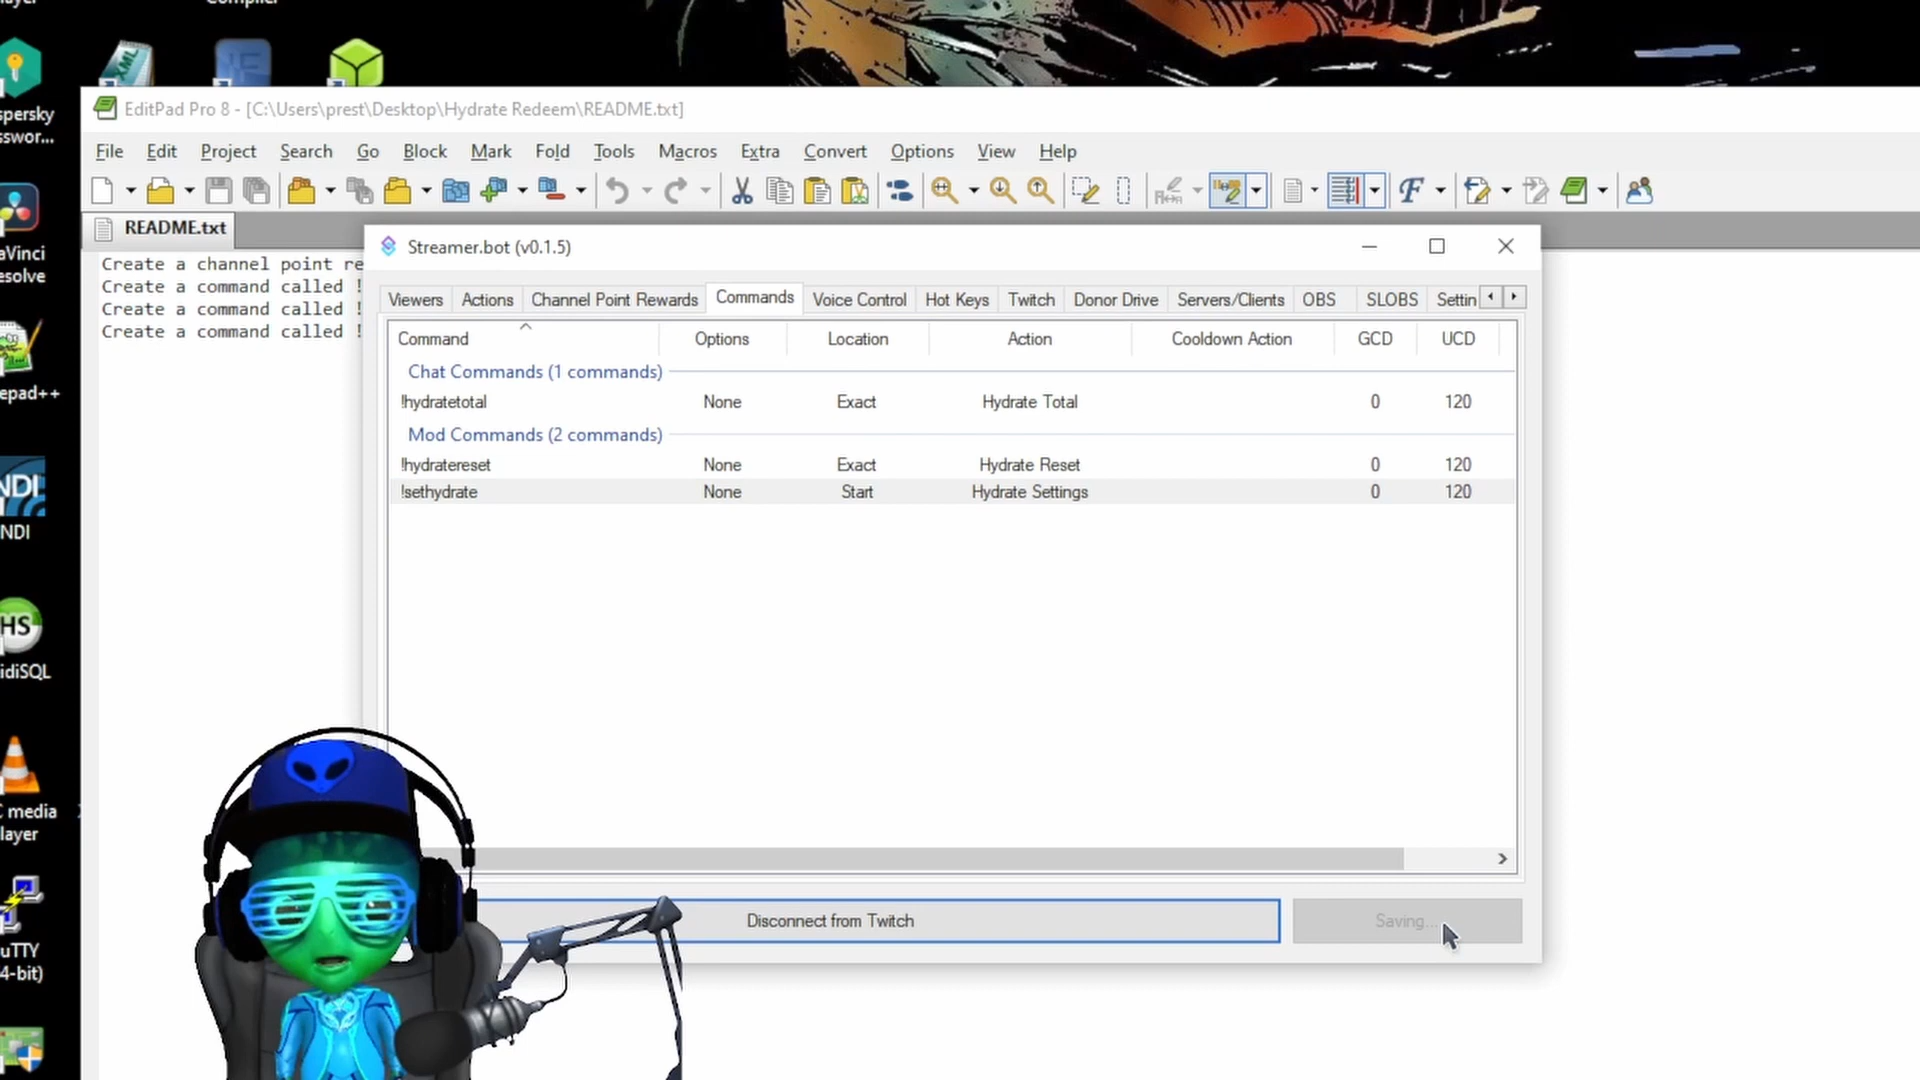 ayer
Compiler
spersky
sswor...
EditPad Pro 8 - [C:\Users\prest\Desktop\Hydrate Redeem\README.txt]
File Edit Project Search Go Block Mark Fold Tools Macros Extra Convert Options View Help
README.txt
Create a channel point re
Create a command called !
Create a command called !
Create a command called !
aVinci
esolve
epad++
NDI
NDI
HS
idiSQL
C media
layer
uTTY
4-bit)
XML
Streamer.bot (v0.1.5)
Viewers Actions Channel Point Rewards Commands Voice Control Hot Keys Twitch Donor Drive Servers/Clients OBS SLOBS Settin
Command Options Location Action Cooldown Action GCD UCD
Chat Commands (1 commands)
!hydratetotal None Exact Hydrate Total 0 120
Mod Commands (2 commands)
!hydratereset None Exact Hydrate Reset 0 120
!sethydrate None Start Hydrate Settings 0 120
Disconnect from Twitch
Saving...